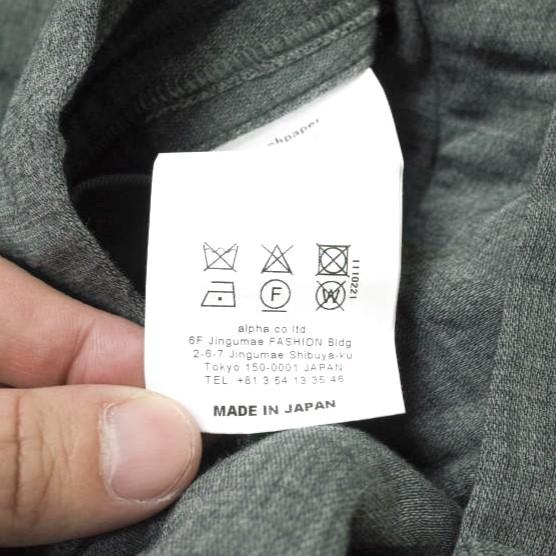 F
W
1110221
alpha co ltd.
6F Jingumae FASHION Bldg
2-6-7 Jingumae Shibuya-ku
Tokyo 150-0001 JAPAN
TEL. +81 3 54 13 35 46
MADE IN JAPAN